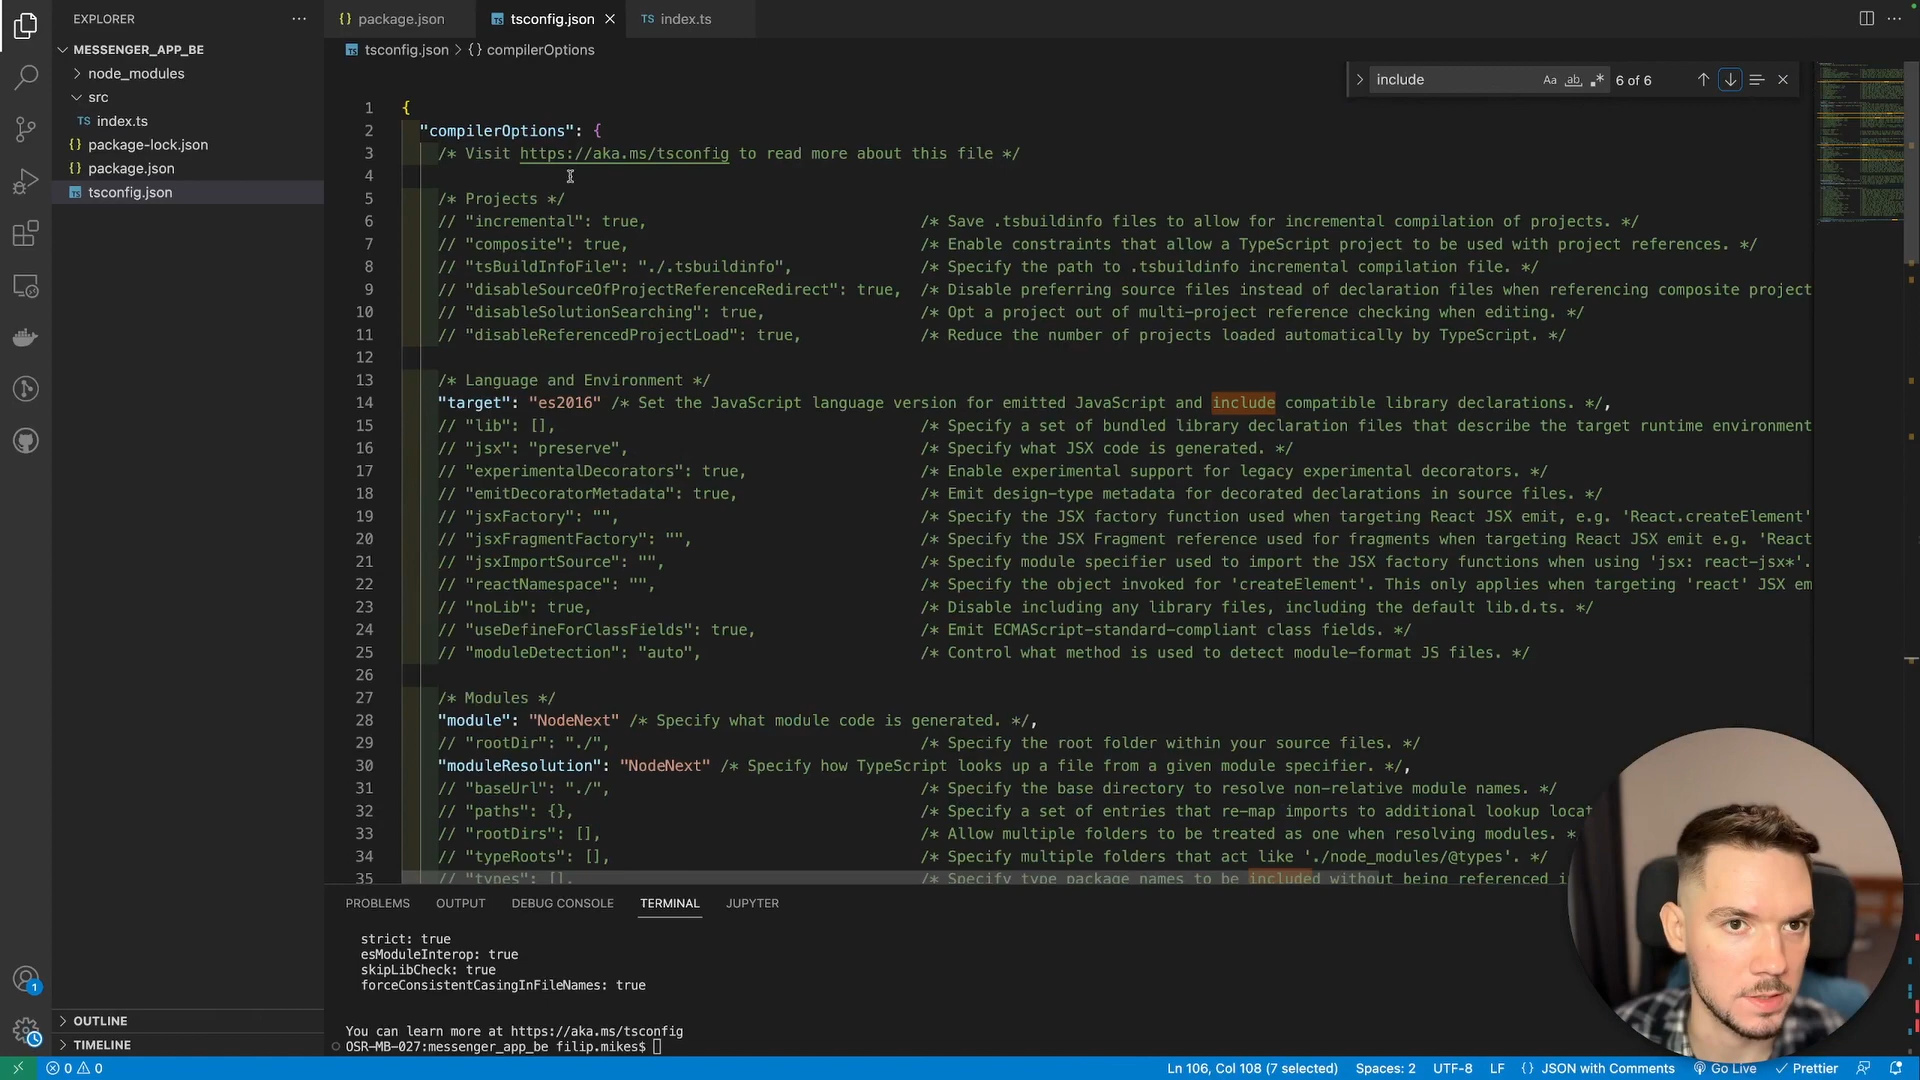 EXPLORER
MESSENGER_APP_BE
node_modules
src
TS index.ts
{} package-lock.json
{} package.json
TS tsconfig.json
OUTLINE
TIMELINE
1
{} package.json
TS tsconfig.json
TS index.ts
TS tsconfig.json > {} compilerOptions
include
Aa ab .*
6 of 6
1 {
2 "compilerOptions": {
3 /* Visit https://aka.ms/tsconfig to read more about this file */
4
5 /* Projects */
6 // "incremental": true, /* Save .tsbuildinfo files to allow for incremental compilation of projects. */
7 // "composite": true, /* Enable constraints that allow a TypeScript project to be used with project references. */
8 // "tsBuildInfoFile": "./.tsbuildinfo", /* Specify the path to .tsbuildinfo incremental compilation file. */
9 // "disableSourceOfProjectReferenceRedirect": true, /* Disable preferring source files instead of declaration files when referencing composite project
10 // "disableSolutionSearching": true, /* Opt a project out of multi-project reference checking when editing. */
11 // "disableReferencedProjectLoad": true, /* Reduce the number of projects loaded automatically by TypeScript. */
12
13 /* Language and Environment */
14 "target": "es2016" /* Set the JavaScript language version for emitted JavaScript and include compatible library declarations. */,
15 // "lib": [], /* Specify a set of bundled library declaration files that describe the target runtime environment
16 // "jsx": "preserve", /* Specify what JSX code is generated. */
17 // "experimentalDecorators": true, /* Enable experimental support for legacy experimental decorators. */
18 // "emitDecoratorMetadata": true, /* Emit design-type metadata for decorated declarations in source files. */
19 // "jsxFactory": "", /* Specify the JSX factory function used when targeting React JSX emit, e.g. 'React.createElement'
20 // "jsxFragmentFactory": "", /* Specify the JSX Fragment reference used for fragments when targeting React JSX emit e.g. 'React
21 // "jsxImportSource": "", /* Specify module specifier used to import the JSX factory functions when using 'jsx: react-jsx*'.
22 // "reactNamespace": "", /* Specify the object invoked for 'createElement'. This only applies when targeting 'react' JSX em
23 // "noLib": true, /* Disable including any library files, including the default lib.d.ts. */
24 // "useDefineForClassFields": true, /* Emit ECMAScript-standard-compliant class fields. */
25 // "moduleDetection": "auto", /* Control what method is used to detect module-format JS files. */
26
27 /* Modules */
28 "module": "NodeNext" /* Specify what module code is generated. */,
29 // "rootDir": "./", /* Specify the root folder within your source files. */
30 "moduleResolution": "NodeNext" /* Specify how TypeScript looks up a file from a given module specifier. */,
31 // "baseUrl": "./", /* Specify the base directory to resolve non-relative module names. */
32 // "paths": {}, /* Specify a set of entries that re-map imports to additional lookup locat
33 // "rootDirs": [], /* Allow multiple folders to be treated as one when resolving modules. *
34 // "typeRoots": [], /* Specify multiple folders that act like './node_modules/@types'. */
35 // "types": [], /* Specify type package names to be included without being referenced i
PROBLEMS OUTPUT DEBUG CONSOLE TERMINAL JUPYTER
strict: true
esModuleInterop: true
skipLibCheck: true
forceConsistentCasingInFileNames: true
You can learn more at https://aka.ms/tsconfig
OSR-MB-027:messenger_app_be filip.mikes$
0 0 Ln 106, Col 108 (7 selected) Spaces: 2 UTF-8 LF {} JSON with Comments Go Live Prettier